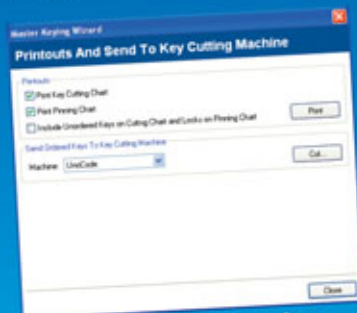 Master Keying Wizard
Printouts And Send To Key Cutting Machine
Printouts
Print Key Cutting Chart
Print Pinning Chart
Include Unordered Keys on Cutting Chart and Locks on Pinning Chart
Print
Send Ordered Keys To Key Cutting Machine
Machine UniCode
Cut...
Close